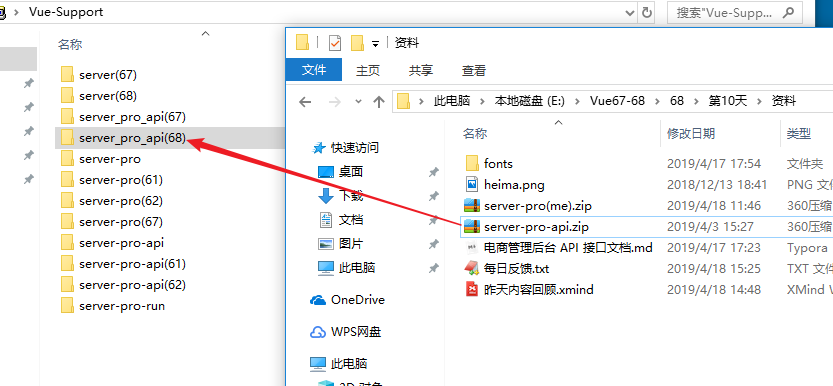 Vue-Support
搜索"Vue-Supp...
名称
server(67)
server(68)
server_pro_api(67)
server_pro_api(68)
server-pro
server-pro(61)
server-pro(62)
server-pro(67)
server-pro-api
server-pro-api(61)
server-pro-api(62)
server-pro-run
资料
文件 主页 共享 查看
此电脑 > 本地磁盘 (E:) > Vue67-68 > 68 > 第10天 > 资料
快速访问
桌面
下载
文档
图片
此电脑
OneDrive
WPS网盘
此电脑
名称 修改日期 类型
fonts 2019/4/17 17:54 文件夹
heima.png 2018/12/13 18:41 PNG 文件
server-pro(me).zip 2019/4/18 11:46 360压缩
server-pro-api.zip 2019/4/3 15:27 360压缩
电商管理后台 API 接口文档.md 2019/4/17 17:23 Typora
每日反馈.txt 2019/4/18 15:25 TXT 文件
昨天内容回顾.xmind 2019/4/18 14:48 XMind